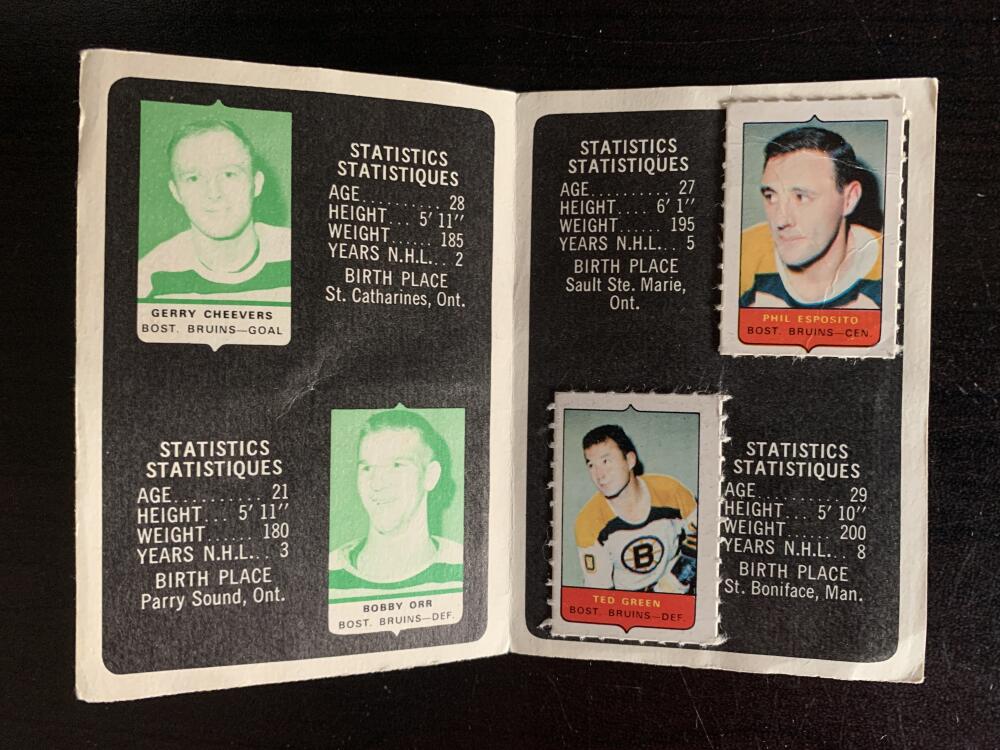 GERRY CHEEVERS
BOST. BRUINS—GOAL
STATISTICS
STATISTIQUES
AGE.......... 28
HEIGHT... 5' 11"
WEIGHT...... 185
YEARS N.H.L... 2
BIRTH PLACE
St. Catharines, Ont.
STATISTICS
STATISTIQUES
AGE.......... 21
HEIGHT... 5' 11"
WEIGHT...... 180
YEARS N.H.L... 3
BIRTH PLACE
Parry Sound, Ont.
BOBBY ORR
BOST. BRUINS—DEF.
STATISTICS
STATISTIQUES
AGE.......... 27
HEIGHT.... 6' 1"
WEIGHT...... 195
YEARS N.H.L... 5
BIRTH PLACE
Sault Ste. Marie,
Ont.
PHIL ESPOSITO
BOST. BRUINS—CEN.
B
TED GREEN
BOST. BRUINS—DEF.
STATISTICS
STATISTIQUES
AGE.......... 29
HEIGHT... 5' 10"
WEIGHT...... 200
YEARS N.H.L... 8
BIRTH PLACE
St. Boniface, Man.